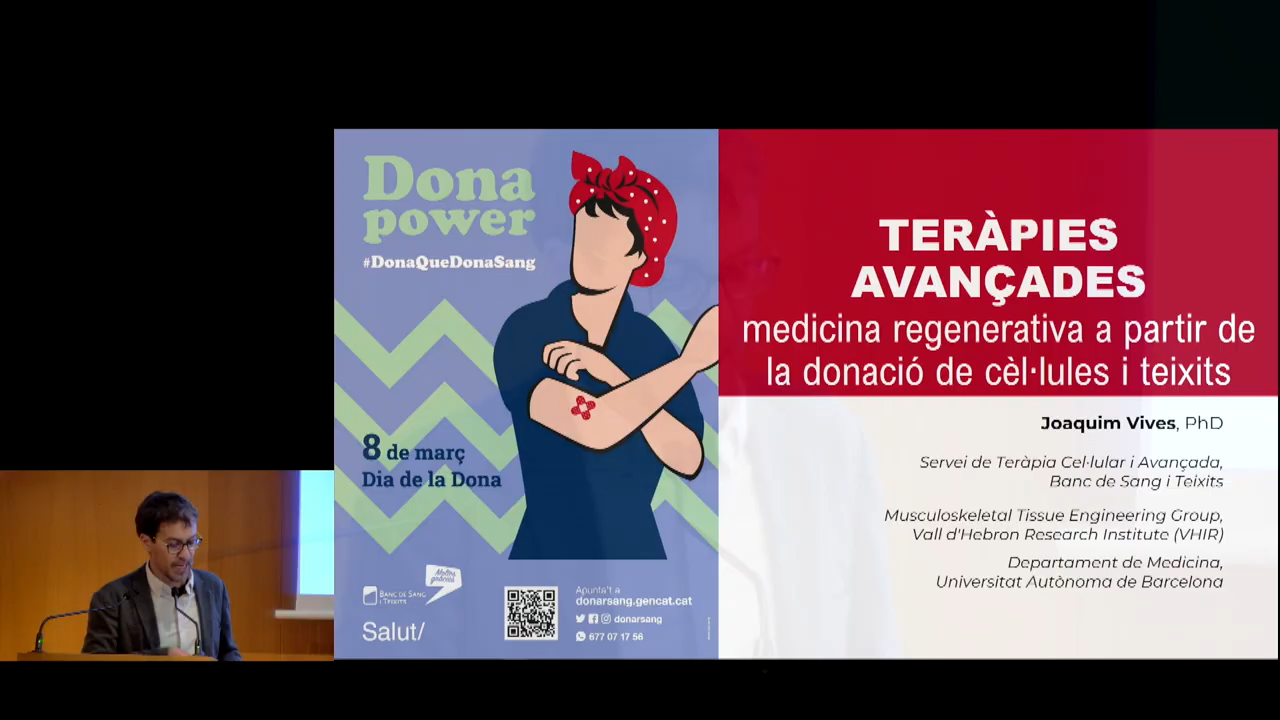 Dona
power
#DonaQueDonaSang
8 de març
Dia de la Dona
Moltes
gràcies
BANC DE SANG
I TEIXITS
Salut/
Apunta't a
donarsang.gencat.cat
donarsang
677 07 17 56
TERÀPIES
AVANÇADES
medicina regenerativa a partir de
la donació de cèl·lules i teixits
Joaquim Vives, PhD
Servei de Teràpia Cel·lular i Avançada,
Banc de Sang i Teixits
Musculoskeletal Tissue Engineering Group,
Vall d'Hebron Research Institute (VHIR)
Departament de Medicina,
Universitat Autònoma de Barcelona